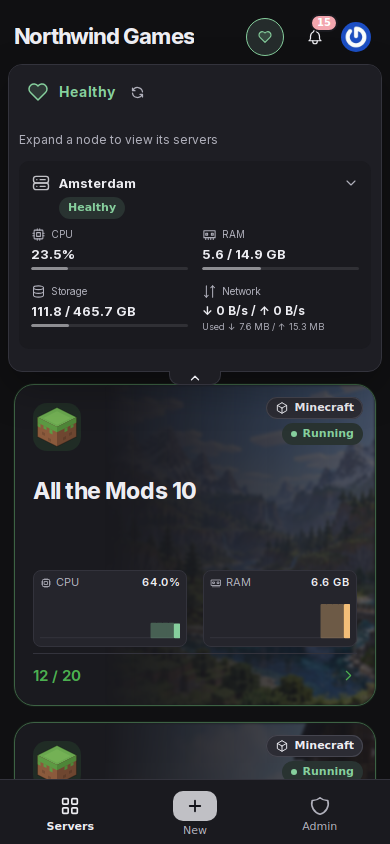 Northwind Games
15
Healthy
Expand a node to view its servers
Amsterdam
Healthy
CPU
23.5%
RAM
5.6 / 14.9 GB
Storage
111.8 / 465.7 GB
Network
↓ 0 B/s / ↑ 0 B/s
Used ↓ 7.6 MB / ↑ 15.3 MB
Minecraft
Running
All the Mods 10
CPU 64.0%
RAM 6.6 GB
12 / 20
Minecraft
Running
Servers
New
Admin